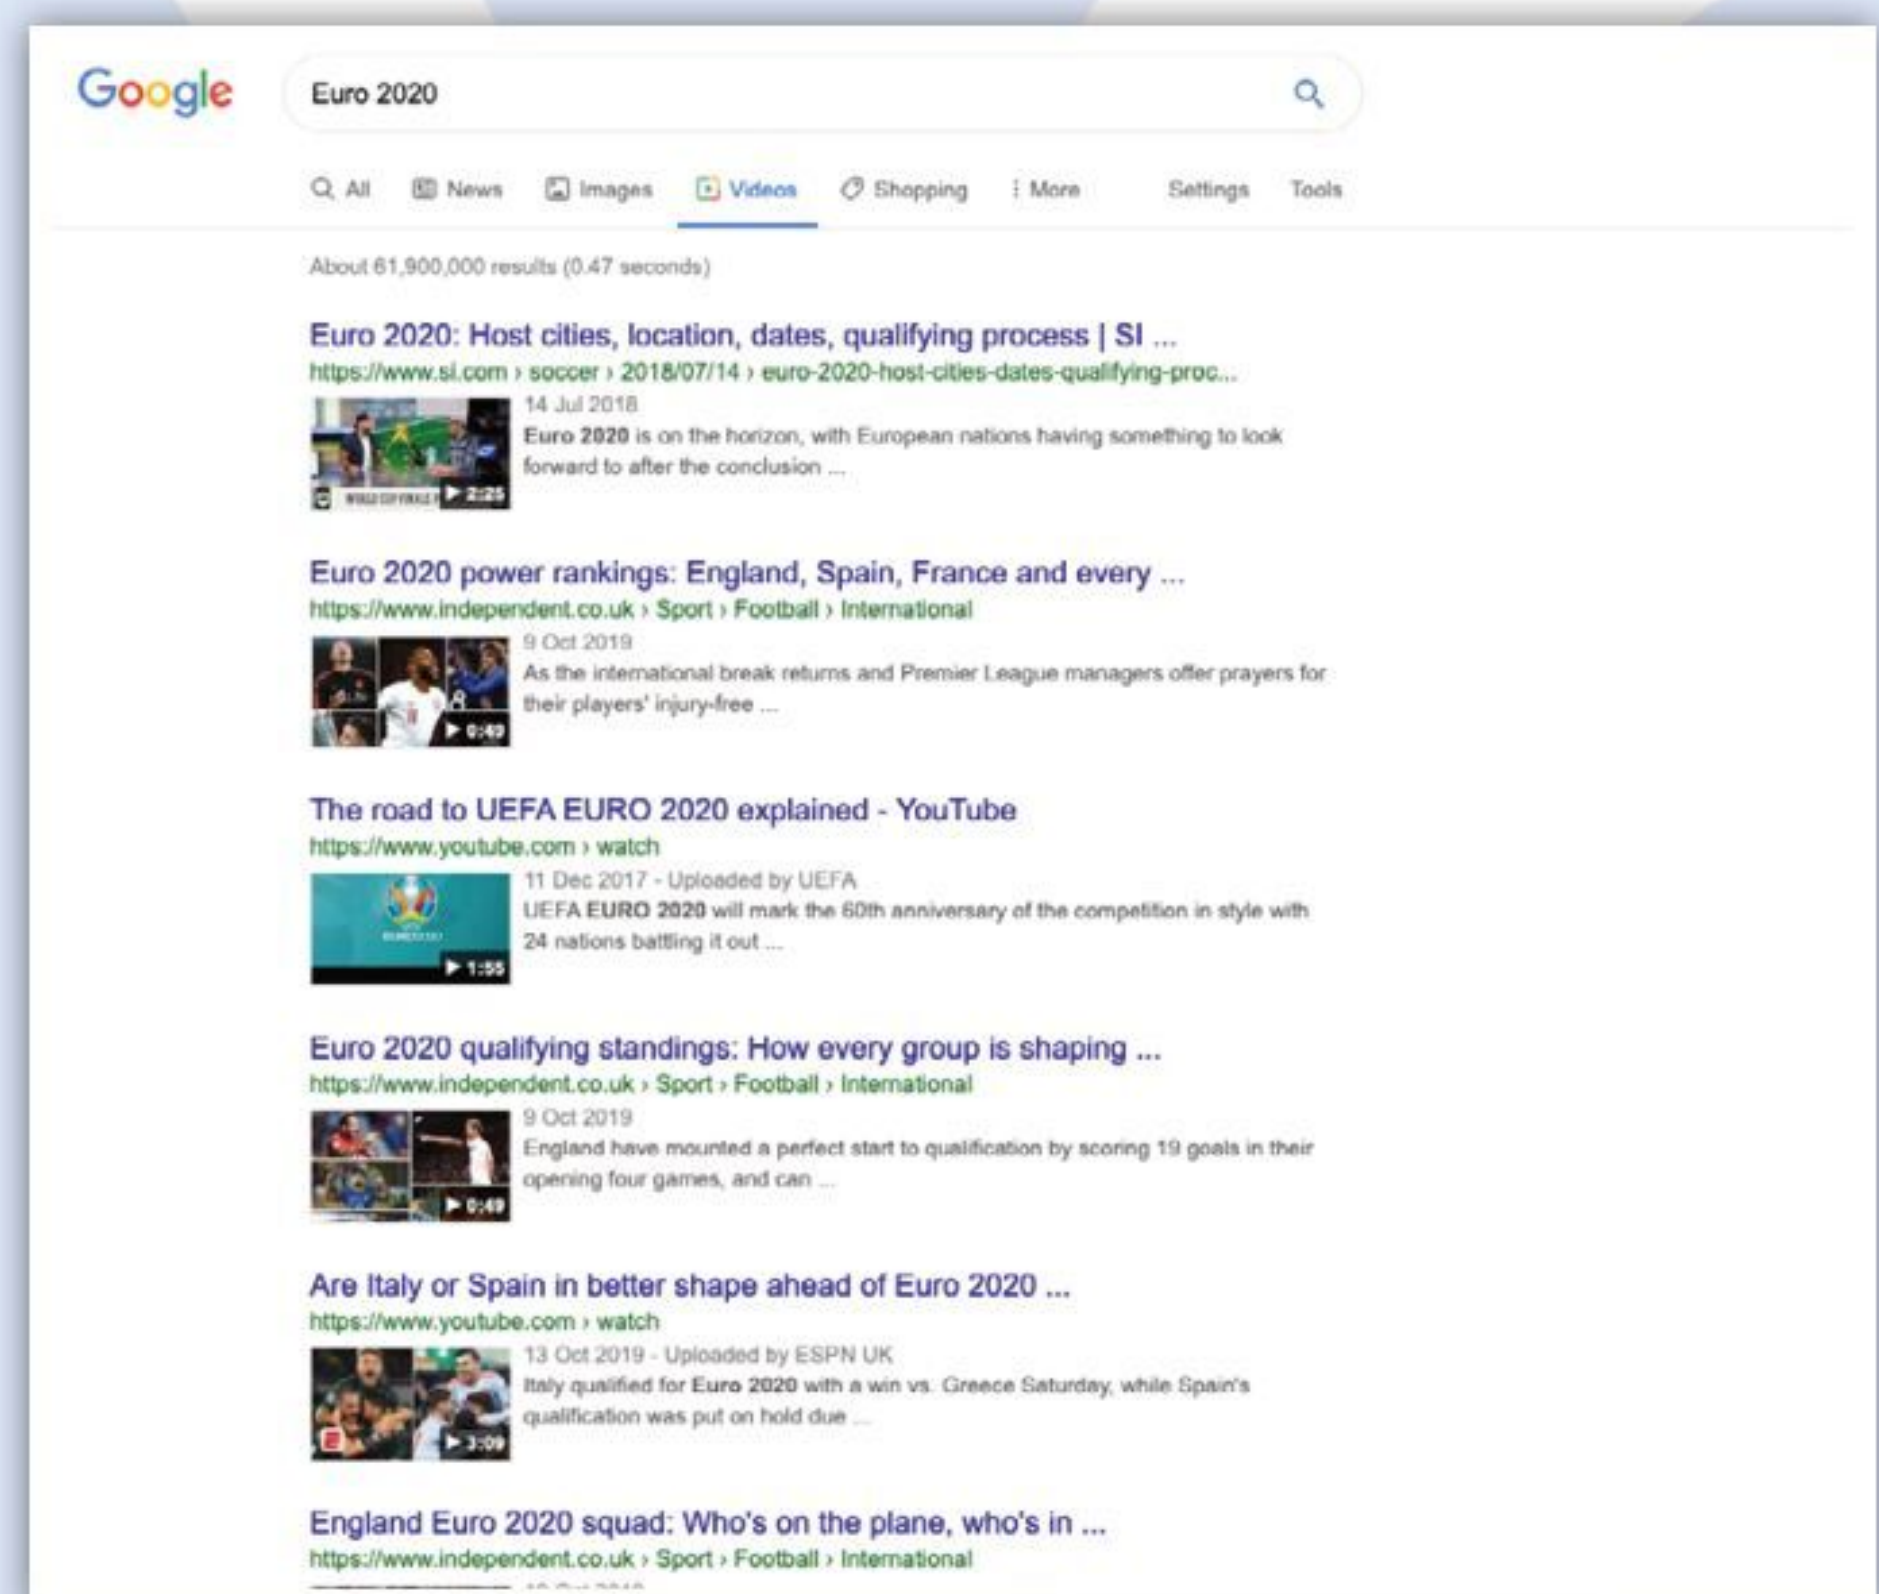 Google
Euro 2020
All News Images Videos Shopping More Settings Tools
About 61,900,000 results (0.47 seconds)
Euro 2020: Host cities, location, dates, qualifying process | SI ...
https://www.si.com › soccer › 2018/07/14 › euro-2020-host-cities-dates-qualifying-proc...
14 Jul 2018
Euro 2020 is on the horizon, with European nations having something to look
forward to after the conclusion ...
2:25
Euro 2020 power rankings: England, Spain, France and every ...
https://www.independent.co.uk › Sport › Football › International
9 Oct 2019
As the international break returns and Premier League managers offer prayers for
their players' injury-free ...
0:49
The road to UEFA EURO 2020 explained - YouTube
https://www.youtube.com › watch
11 Dec 2017 - Uploaded by UEFA
UEFA EURO 2020 will mark the 60th anniversary of the competition in style with
24 nations battling it out ...
1:55
Euro 2020 qualifying standings: How every group is shaping ...
https://www.independent.co.uk › Sport › Football › International
9 Oct 2019
England have mounted a perfect start to qualification by scoring 19 goals in their
opening four games, and can ...
0:49
Are Italy or Spain in better shape ahead of Euro 2020 ...
https://www.youtube.com › watch
13 Oct 2019 - Uploaded by ESPN UK
Italy qualified for Euro 2020 with a win vs. Greece Saturday, while Spain's
qualification was put on hold due ...
3:09
England Euro 2020 squad: Who's on the plane, who's in ...
https://www.independent.co.uk › Sport › Football › International